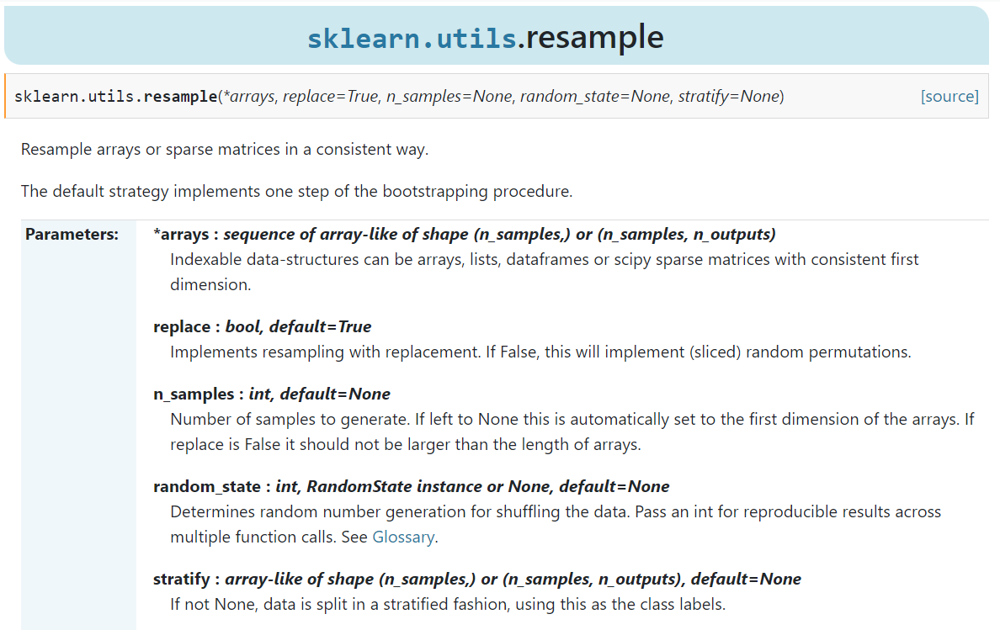 sklearn.utils.resample
sklearn.utils.resample(*arrays, replace=True, n_samples=None, random_state=None, stratify=None) [source]
Resample arrays or sparse matrices in a consistent way.
The default strategy implements one step of the bootstrapping procedure.
Parameters:
*arrays : sequence of array-like of shape (n_samples,) or (n_samples, n_outputs)
Indexable data-structures can be arrays, lists, dataframes or scipy sparse matrices with consistent first
dimension.
replace : bool, default=True
Implements resampling with replacement. If False, this will implement (sliced) random permutations.
n_samples : int, default=None
Number of samples to generate. If left to None this is automatically set to the first dimension of the arrays. If
replace is False it should not be larger than the length of arrays.
random_state : int, RandomState instance or None, default=None
Determines random number generation for shuffling the data. Pass an int for reproducible results across
multiple function calls. See Glossary.
stratify : array-like of shape (n_samples,) or (n_samples, n_outputs), default=None
If not None, data is split in a stratified fashion, using this as the class labels.